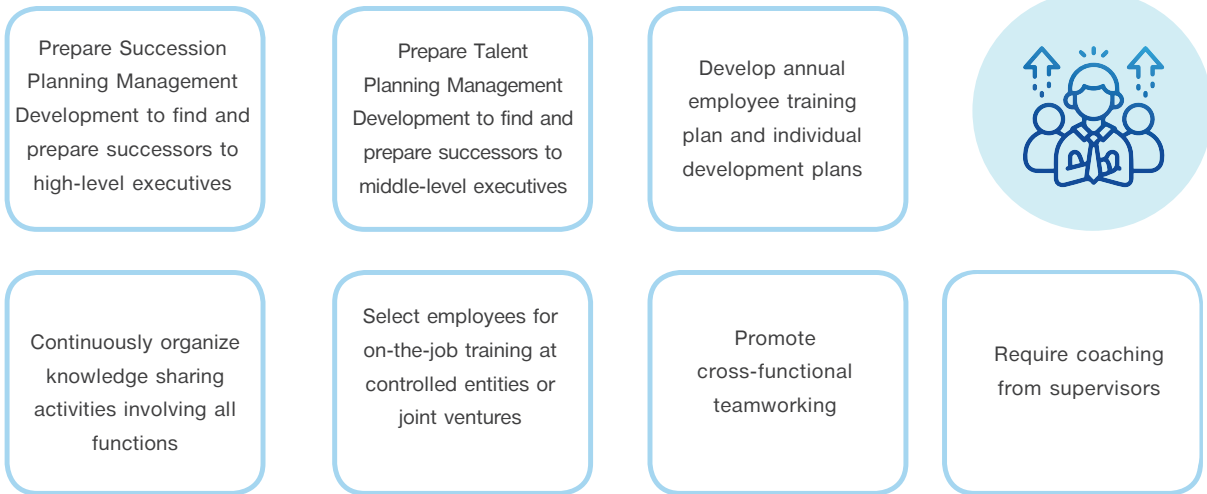 Prepare Succession
Planning Management
Development to find and
prepare successors to
high-level executives
Prepare Talent
Planning Management
Development to find and
prepare successors to
middle-level executives
Develop annual
employee training
plan and individual
development plans
Continuously organize
knowledge sharing
activities involving all
functions
Select employees for
on-the-job training at
controlled entities or
joint ventures
Promote
cross-functional
teamworking
Require coaching
from supervisors